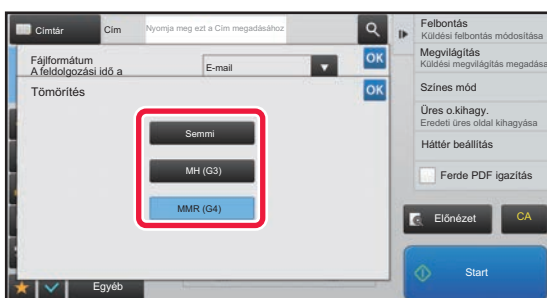 Címtár
Cím
Nyomja meg ezt a Cím megadásához
Fájlformátum
A feldolgozási idő a
E-mail
OK
Tömörítés
OK
Semmi
MH (G3)
MMR (G4)
Egyéb
Felbontás
Küldési felbontás módosítása
Megvilágítás
Küldési megvilágítás megadása
Színes mód
Üres o.kihagy.
Eredeti üres oldal kihagyása
Háttér beállítás
Ferde PDF igazítás
Előnézet
CA
Start